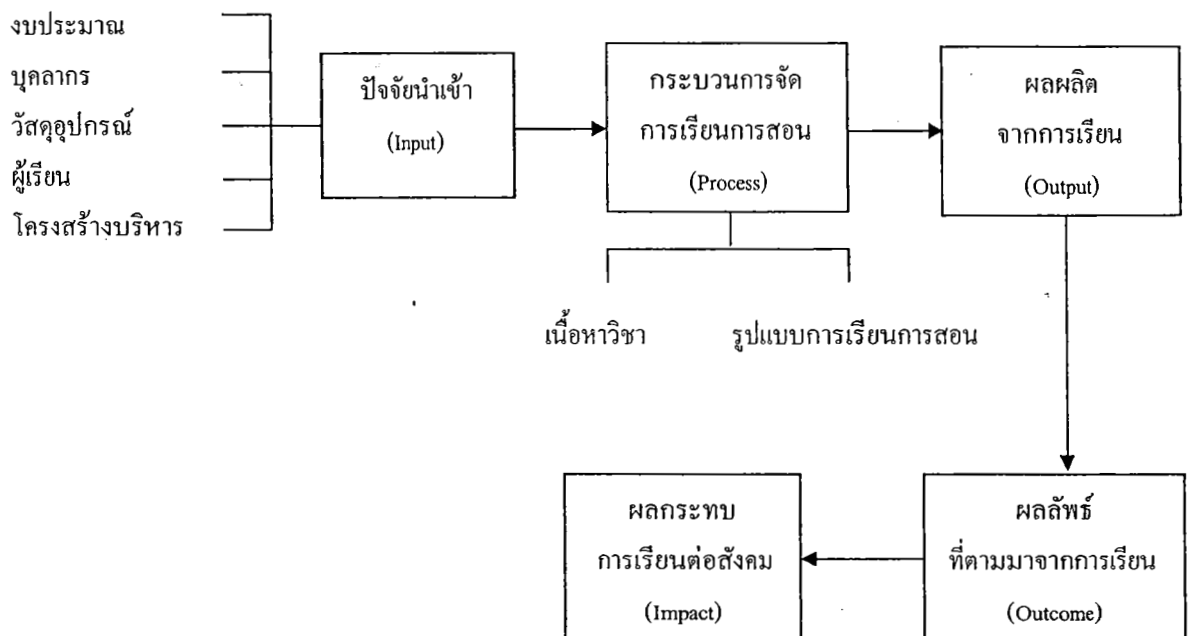 งบประมาณ
บุคลากร
วัสดุอุปกรณ์
ผู้เรียน
โครงสร้างบริหาร
ปัจจัยนำเข้า
(Input)
กระบวนการจัด
การเรียนการสอน
(Process)
ผลผลิต
จากการเรียน
(Output)
เนื้อหาวิชา
รูปแบบการเรียนการสอน
ผลกระทบ
การเรียนต่อสังคม
(Impact)
ผลลัพธ์
ที่ตามมาจากการเรียน
(Outcome)